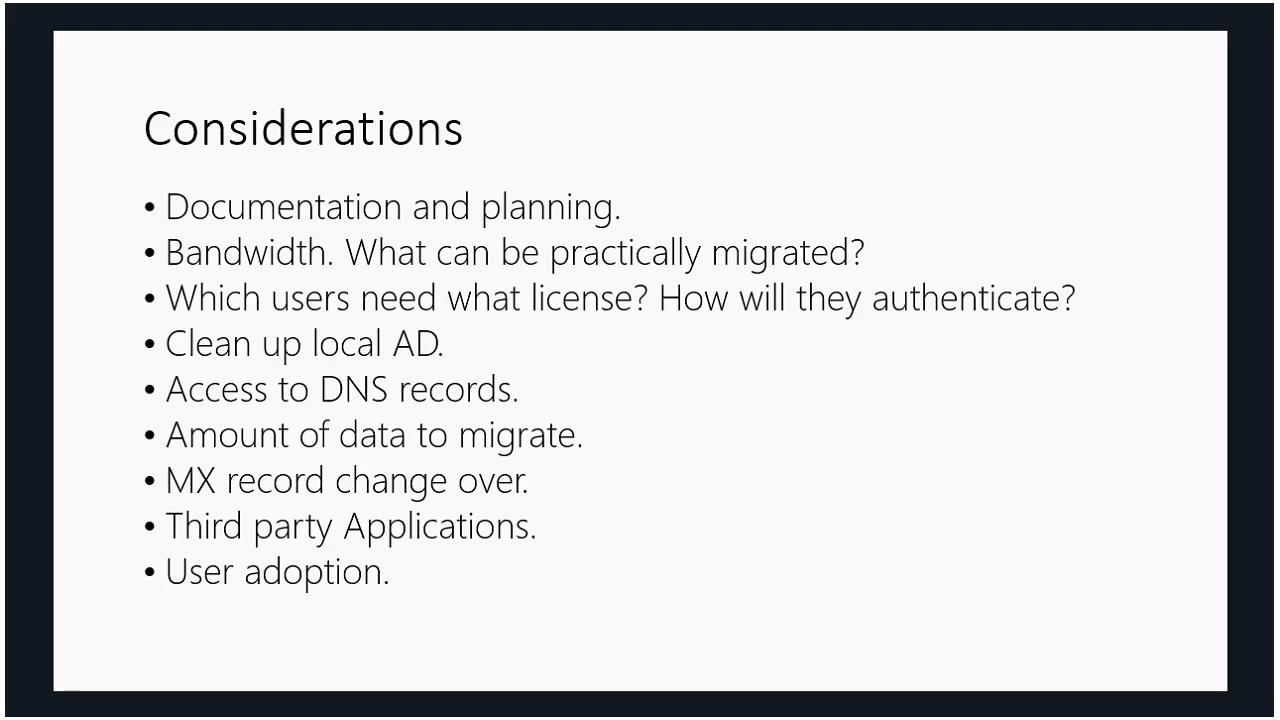 Considerations
• Documentation and planning.
• Bandwidth. What can be practically migrated?
• Which users need what license? How will they authenticate?
• Clean up local AD.
• Access to DNS records.
• Amount of data to migrate.
• MX record change over.
• Third party Applications.
• User adoption.